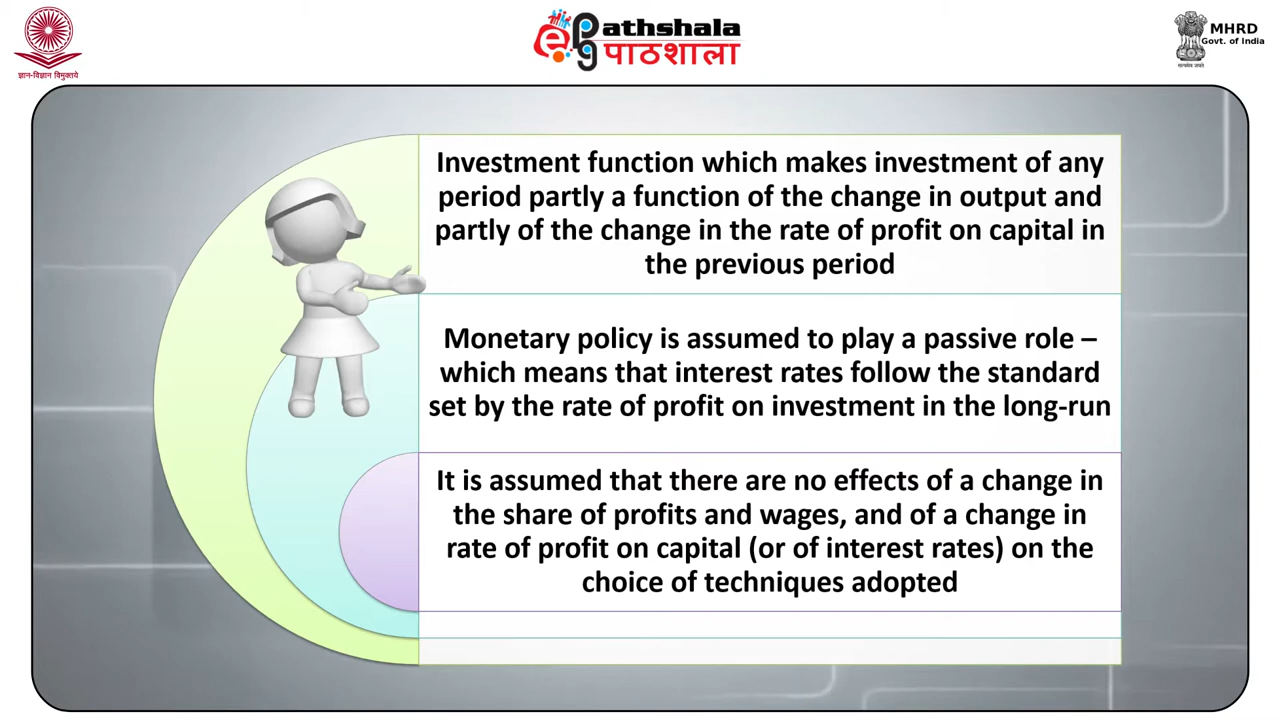 ज्ञान-विज्ञान विमुक्तये
ePG
athshala
पाठशाला
सत्यमेव जयते
MHRD
Govt. of India
Investment function which makes investment of any
period partly a function of the change in output and
partly of the change in the rate of profit on capital in
the previous period
Monetary policy is assumed to play a passive role –
which means that interest rates follow the standard
set by the rate of profit on investment in the long-run
It is assumed that there are no effects of a change in
the share of profits and wages, and of a change in
rate of profit on capital (or of interest rates) on the
choice of techniques adopted